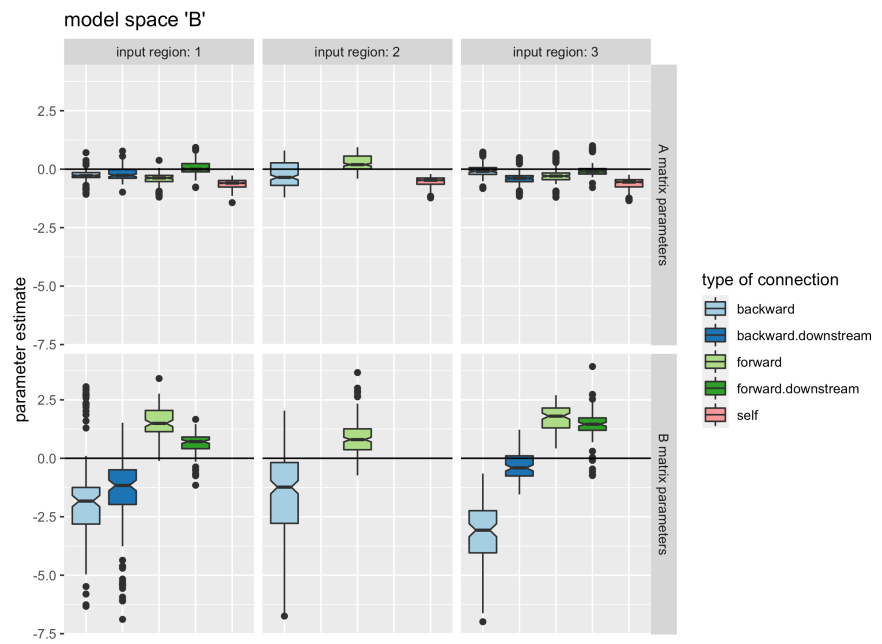 model space 'B'
input region: 1
input region: 2
input region: 3
2.5
0.0
-2.5
-5.0
-7.5
A matrix parameters
2.5
0.0
-2.5
-5.0
-7.5
B matrix parameters
parameter estimate
type of connection
backward
backward.downstream
forward
forward.downstream
self